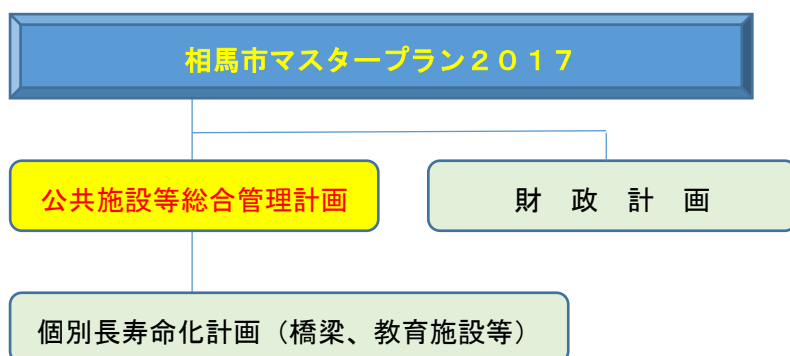 相馬市マスタープラン２０１７
公共施設等総合管理計画
財　政　計　画
個別長寿命化計画（橋梁、教育施設等）